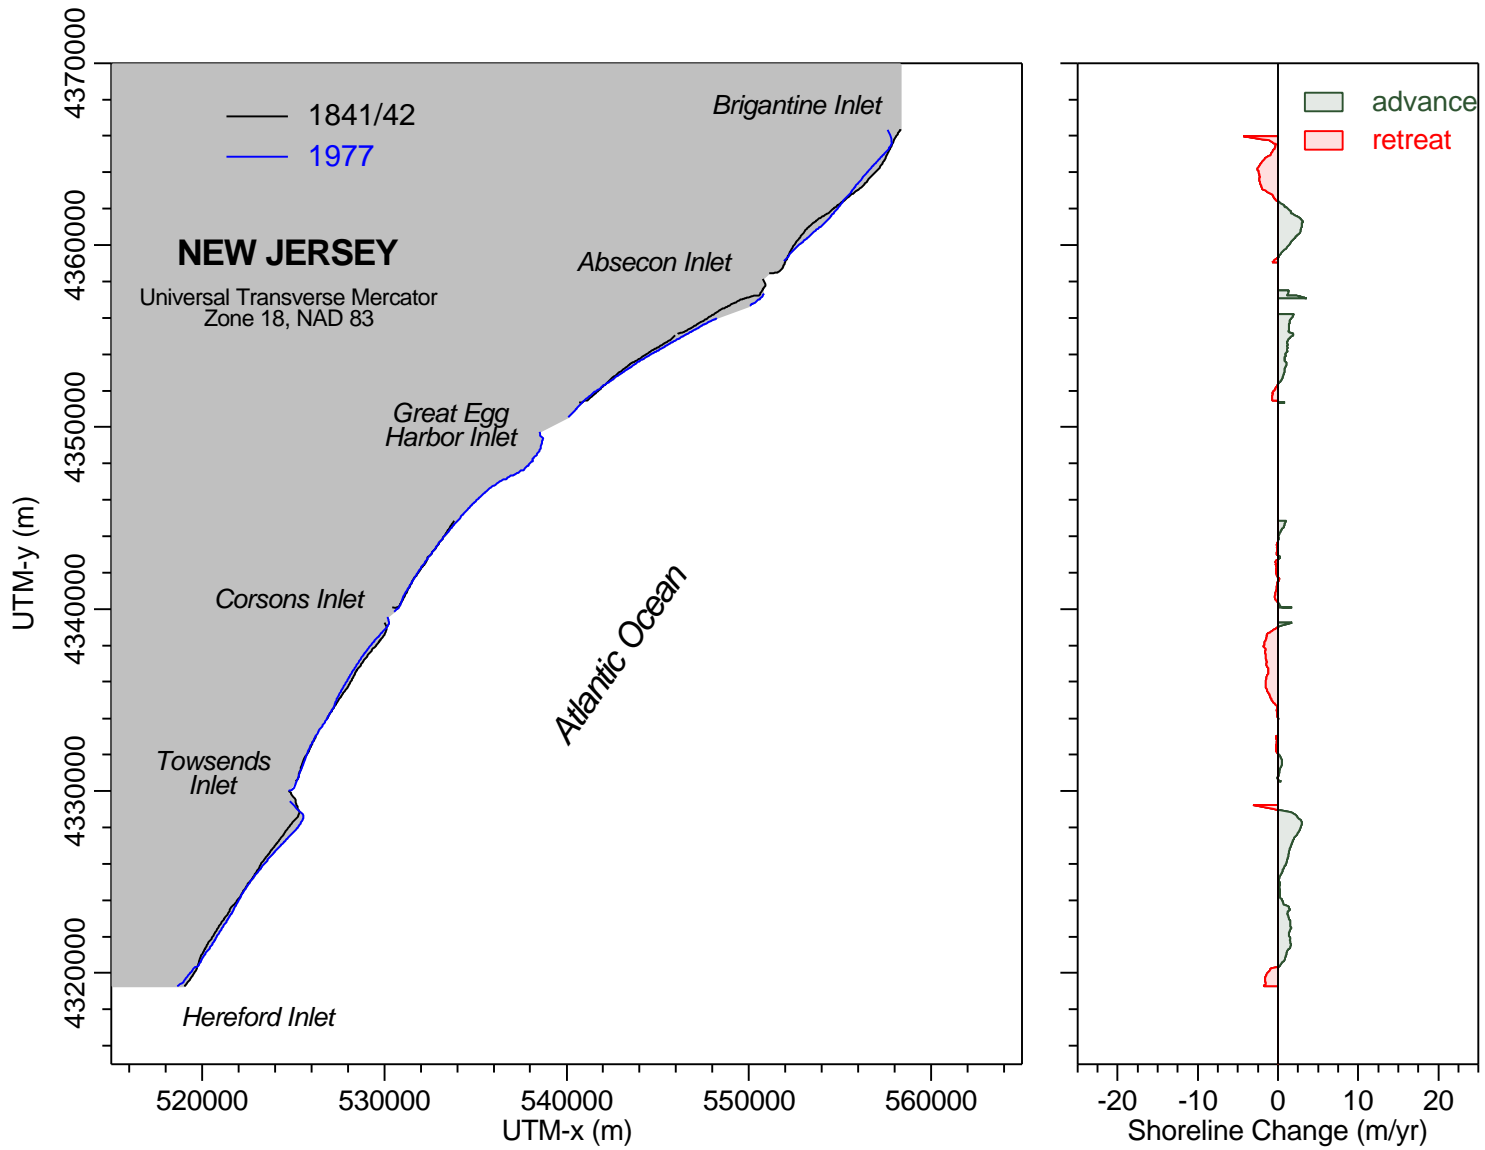 Brigantine Inlet
1841/42
1977
NEW JERSEY
Universal Transverse Mercator
Zone 18, NAD 83
Absecon Inlet
Great Egg
Harbor Inlet
Corsons Inlet
Atlantic Ocean
Towsends
Inlet
Hereford Inlet
UTM-y (m)
4370000
4360000
4350000
4340000
4330000
4320000
520000 530000 540000 550000 560000
UTM-x (m)
advance
retreat
-20 -10 0 10 20
Shoreline Change (m/yr)